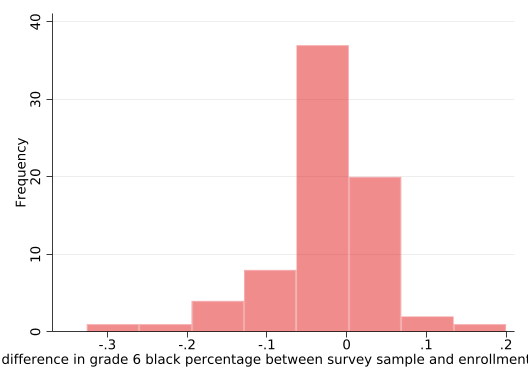 40
30
20
10
0
Frequency
-.3 -.2 -.1 0 .1 .2
difference in grade 6 black percentage between survey sample and enrollment